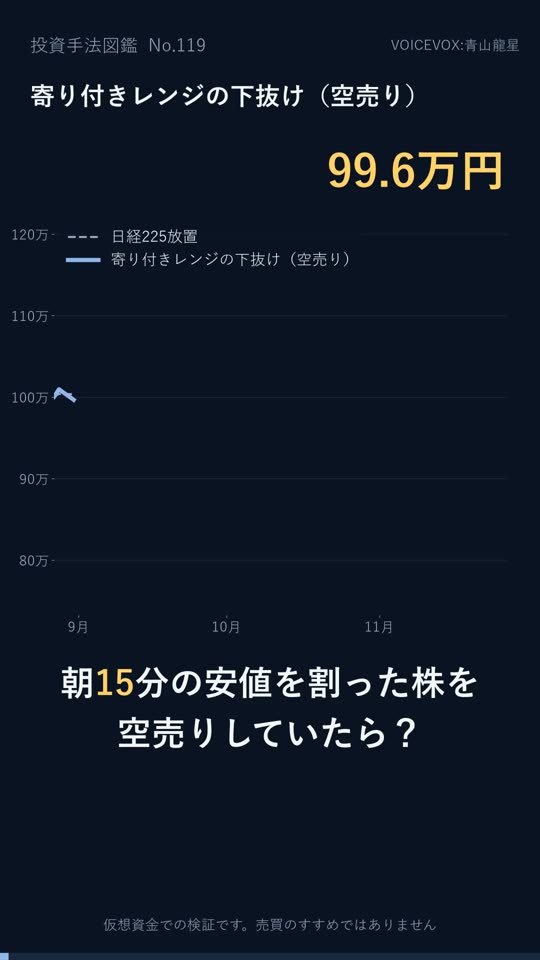 投資手法図鑑 No.119
VOICEVOX:青山龍星
寄り付きレンジの下抜け（空売り）
99.6万円
120万
日経225放置
寄り付きレンジの下抜け（空売り）
110万
100万
90万
80万
9月 10月 11月
朝15分の安値を割った株を
空売りしていたら？
仮想資金での検証です。売買のすすめではありません